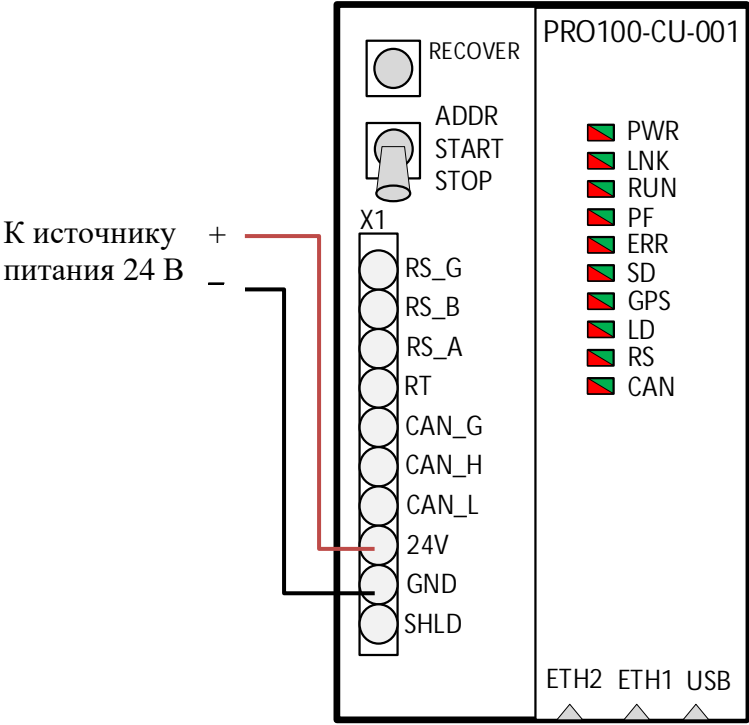 PRO100-CU-001
RECOVER
ADDR
START
STOP
PWR
LNK
RUN
PF
ERR
SD
GPS
LD
RS
CAN
X1
К источнику +
питания 24 В –
RS_G
RS_B
RS_A
RT
CAN_G
CAN_H
CAN_L
24V
GND
SHLD
ETH2 ETH1 USB